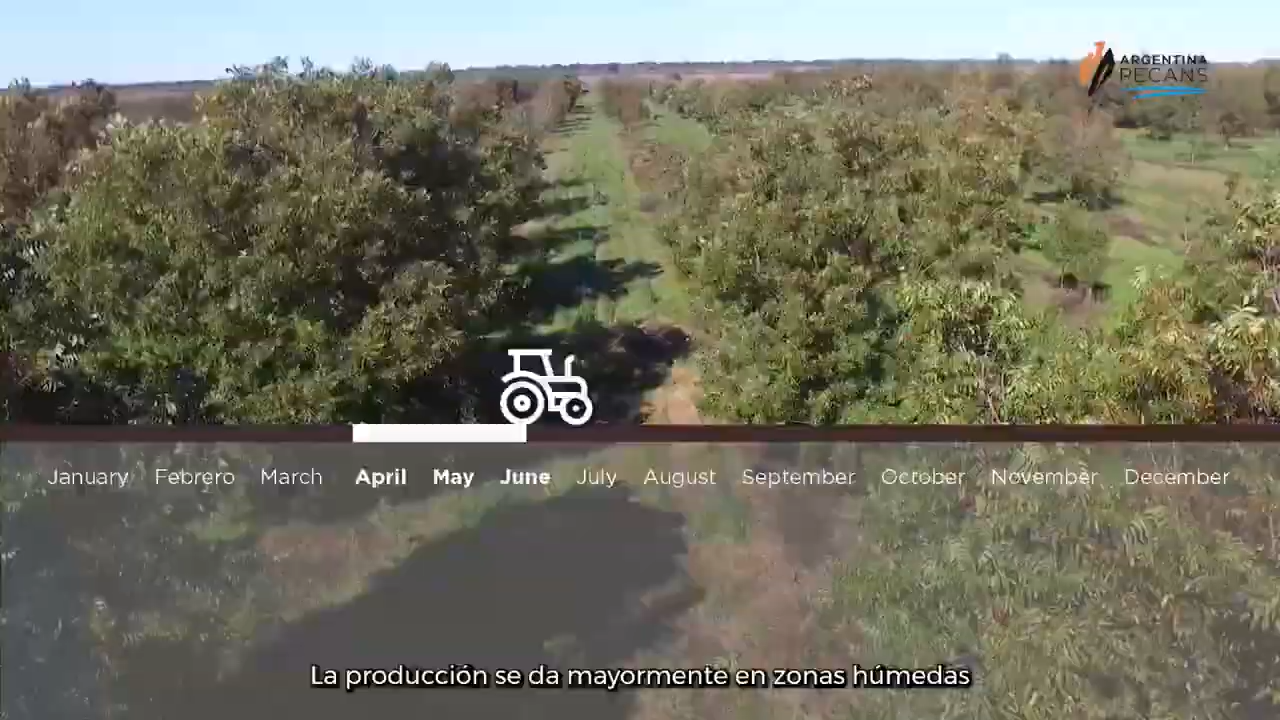 ARGENTINA
PECANS
January Febrero March April May June July August September October November December
La producción se da mayormente en zonas húmedas